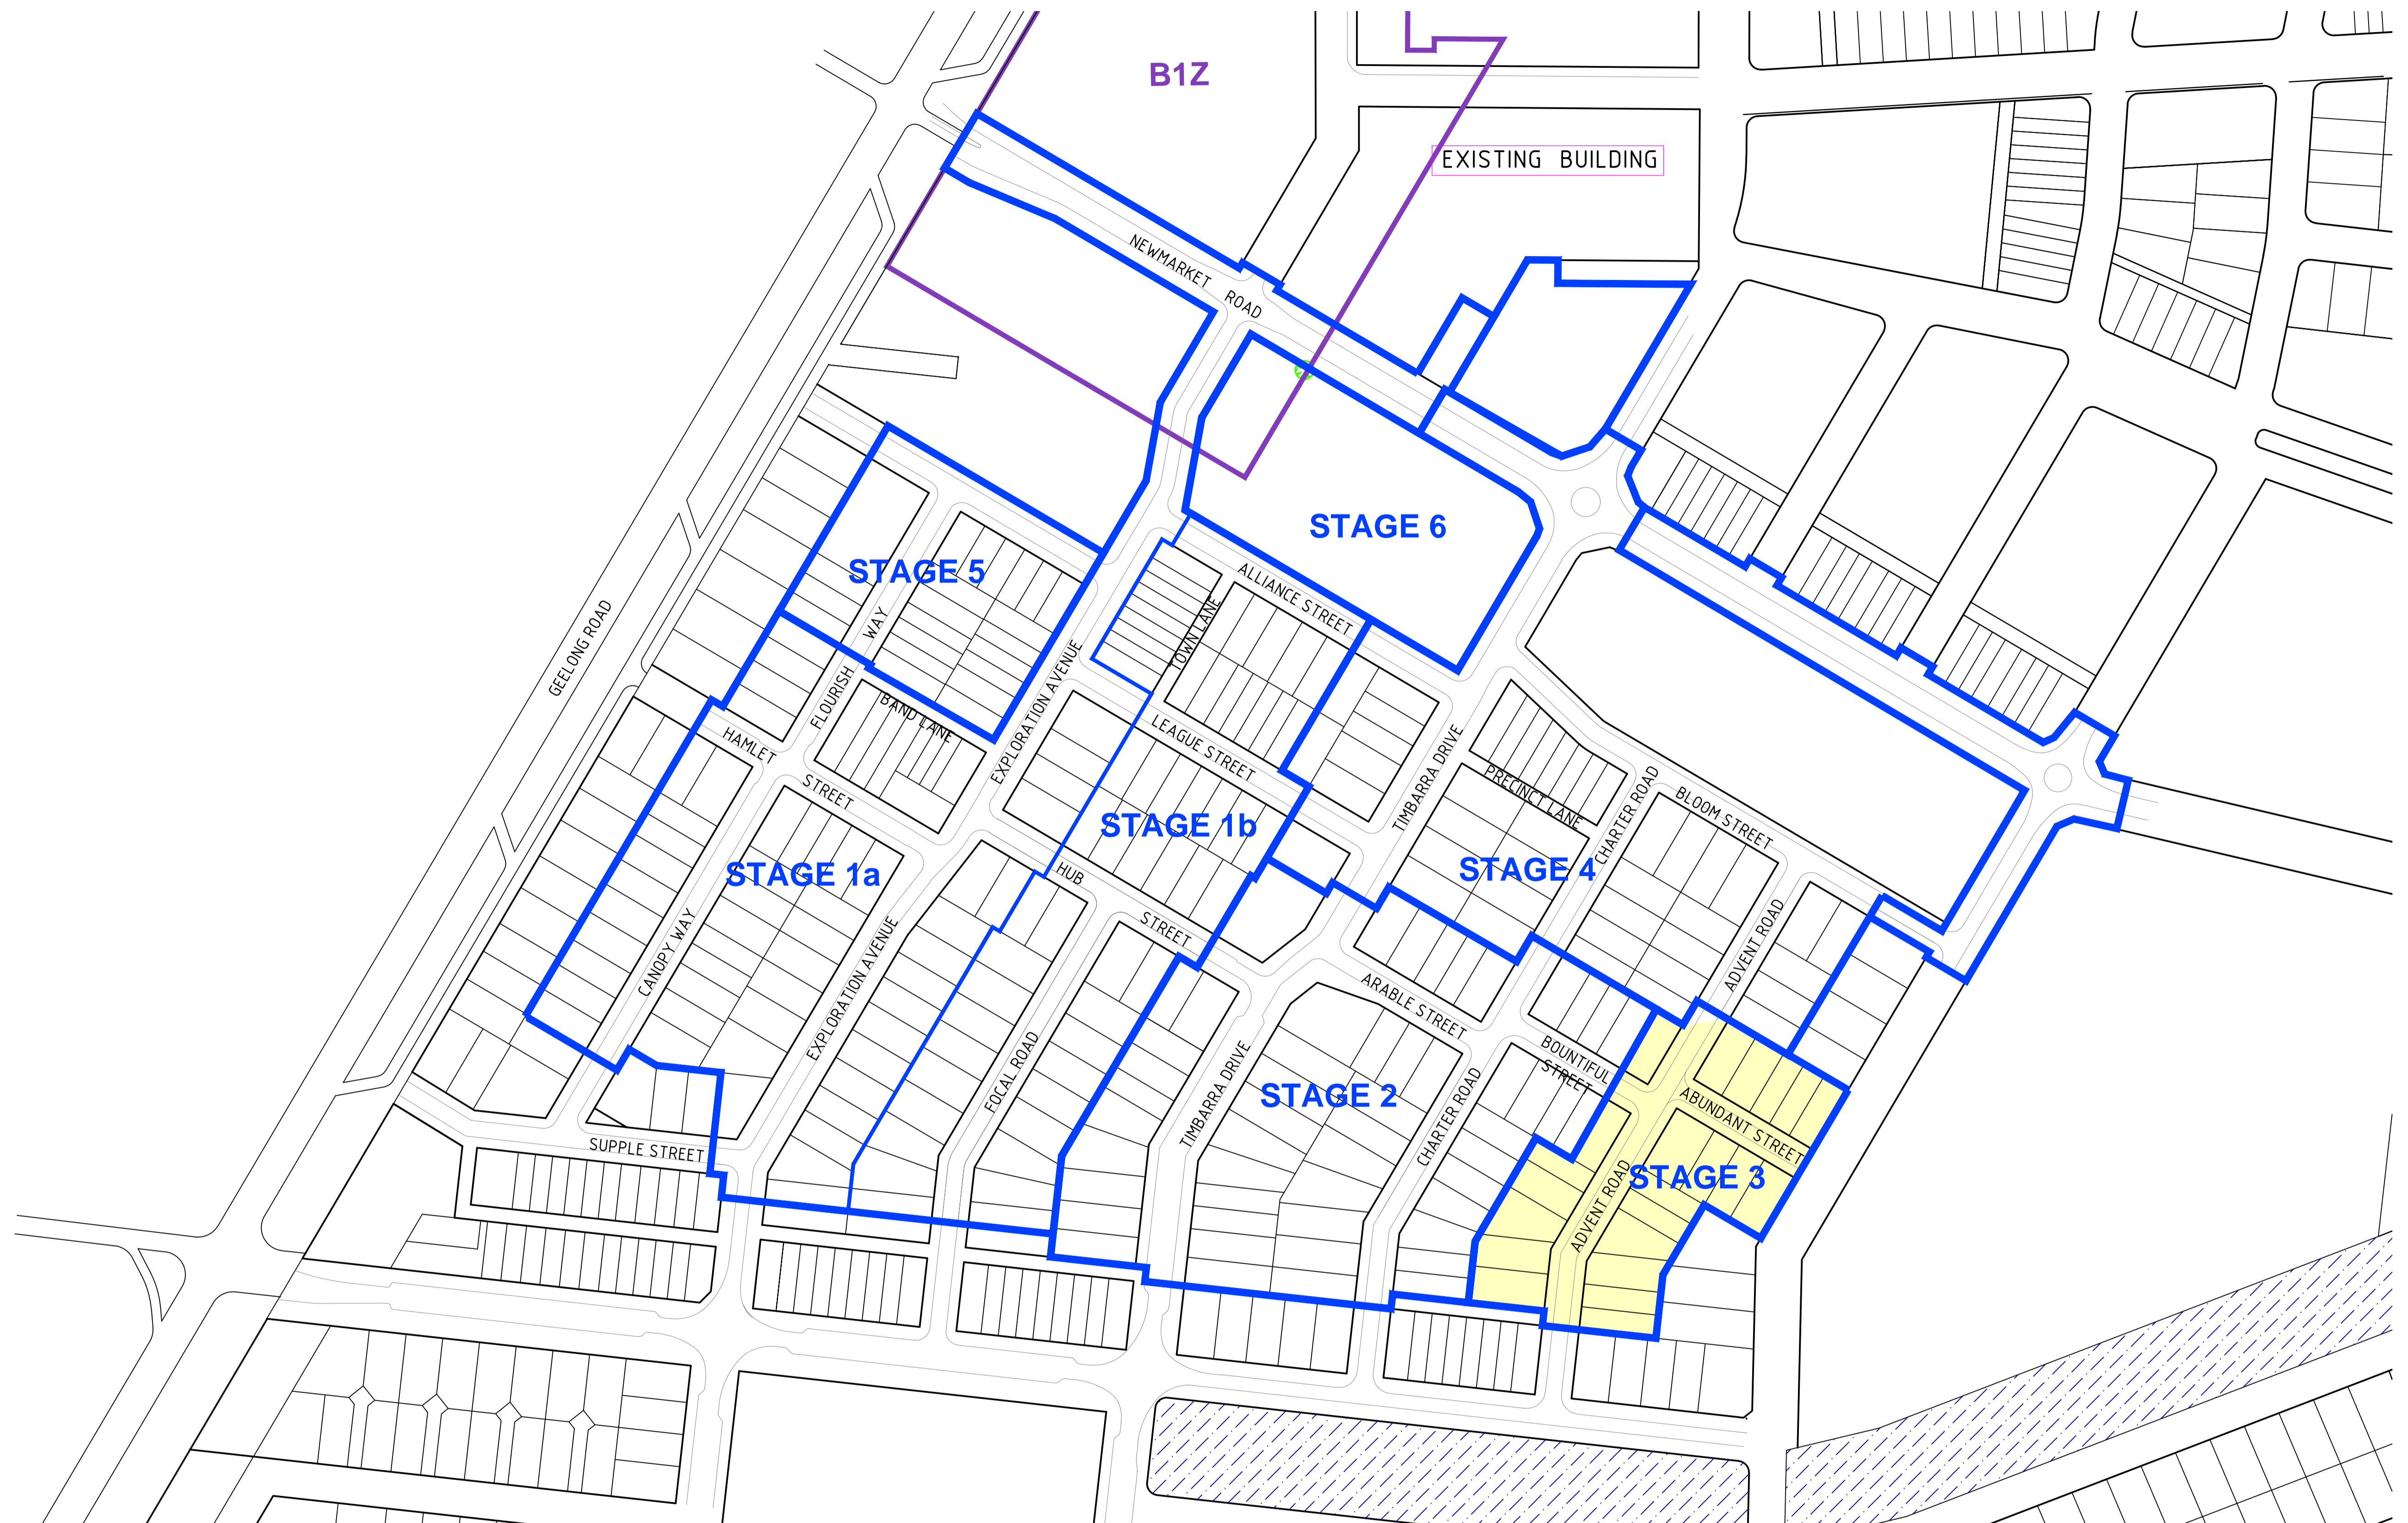 B1Z
EXISTING BUILDING
NEWMARKET ROAD
STAGE 6
STAGE 5
ALLIANCE STREET
TOWN LANE
GEELONG ROAD
FLOURISH WAY
BAND LANE
EXPLORATION AVENUE
LEAGUE STREET
HAMLET STREET
TIMBARRA DRIVE
PRECINCT LANE
CHARTER ROAD
BLOOM STREET
STAGE 1b
STAGE 1a
STAGE 4
HUB STREET
CANOPY WAY
EXPLORATION AVENUE
ADVENT ROAD
ARABLE STREET
BOUNTIFUL
STREET
FOCAL ROAD
TIMBARRA DRIVE
STAGE 2
CHARTER ROAD
ABUNDANT STREET
SUPPLE STREET
STAGE 3
ADVENT ROAD